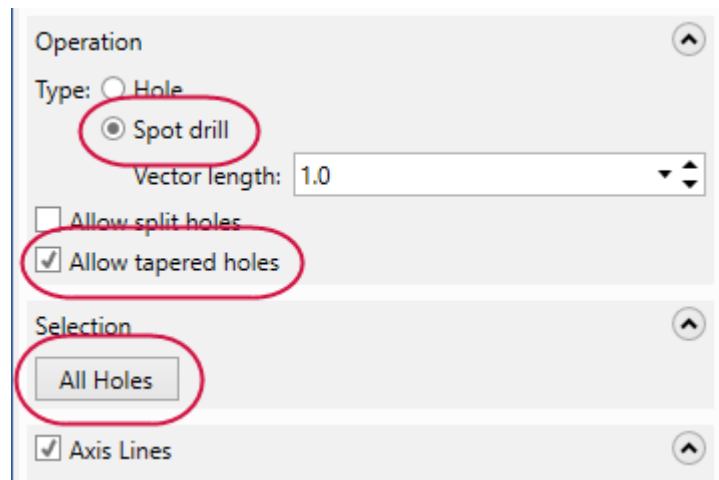 Operation
Type: Hole
Spot drill
Vector length: 1.0
Allow split holes
Allow tapered holes
Selection
All Holes
Axis Lines